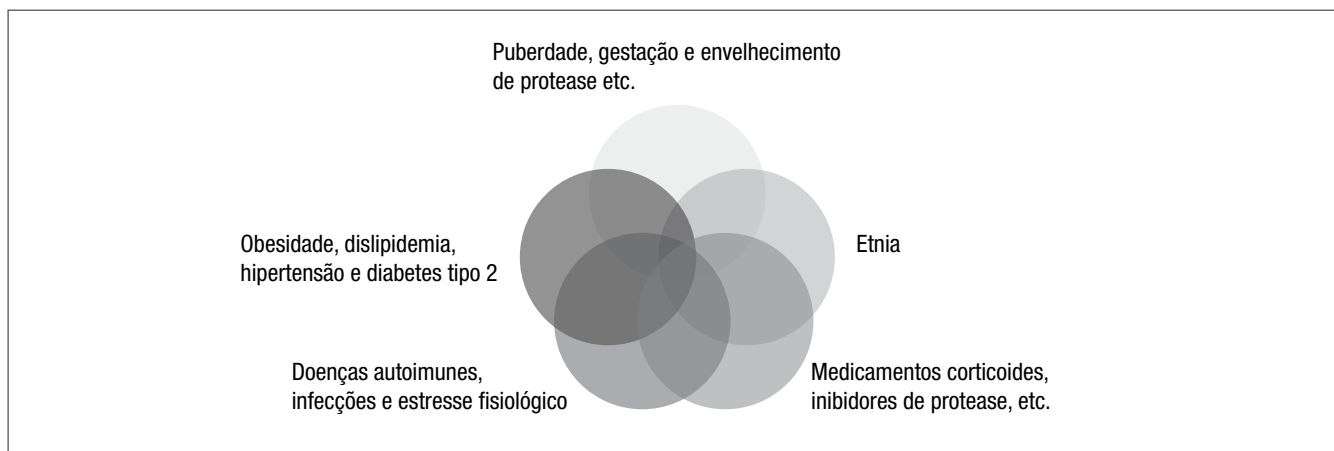 Puberdade, gestação e envelhecimento
de protease etc.
Obesidade, dislipidemia,
hipertensão e diabetes tipo 2
Etnia
Doenças autoimunes,
infecções e estresse fisiológico
Medicamentos corticoides,
inibidores de protease, etc.